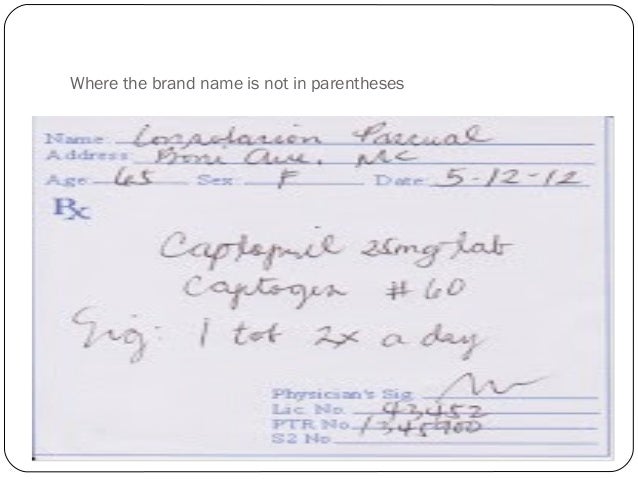 Where the brand name is not in parentheses
Name Consolacion Pascual
Address Boni Ave. MC
Age 65 Sex F Date 5-12-12
Rx
Captopril 25mg tab
Captogen #60
Sig: 1 tab 2x a day
Physician's Sig.
Lic. No. 43452
PTR No. 1345900
S2 No.